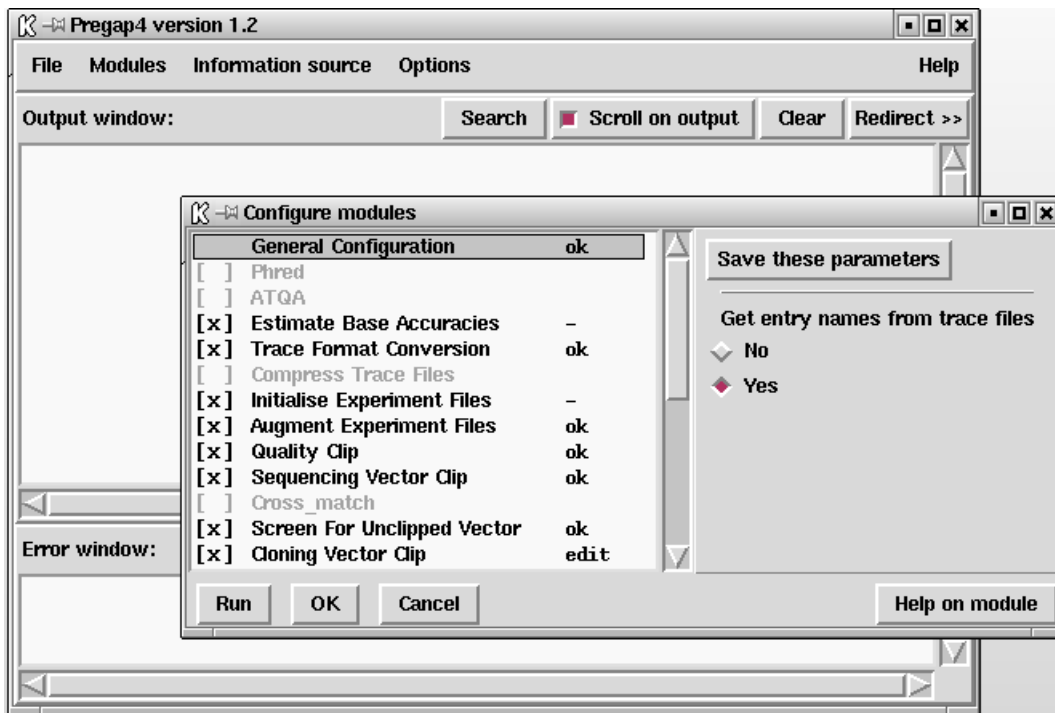 Pregap4 version 1.2
File Modules Information source Options Help
Output window: Search Scroll on output Clear Redirect >>
Configure modules
General Configuration ok
[ ] Phred
[ ] ATQA
[x] Estimate Base Accuracies -
[x] Trace Format Conversion ok
[ ] Compress Trace Files
[x] Initialise Experiment Files -
[x] Augment Experiment Files ok
[x] Quality Clip ok
[x] Sequencing Vector Clip ok
[ ] Cross_match
[x] Screen For Unclipped Vector ok
[x] Cloning Vector Clip edit
Save these parameters
Get entry names from trace files
No
Yes
Error window:
Run OK Cancel Help on module